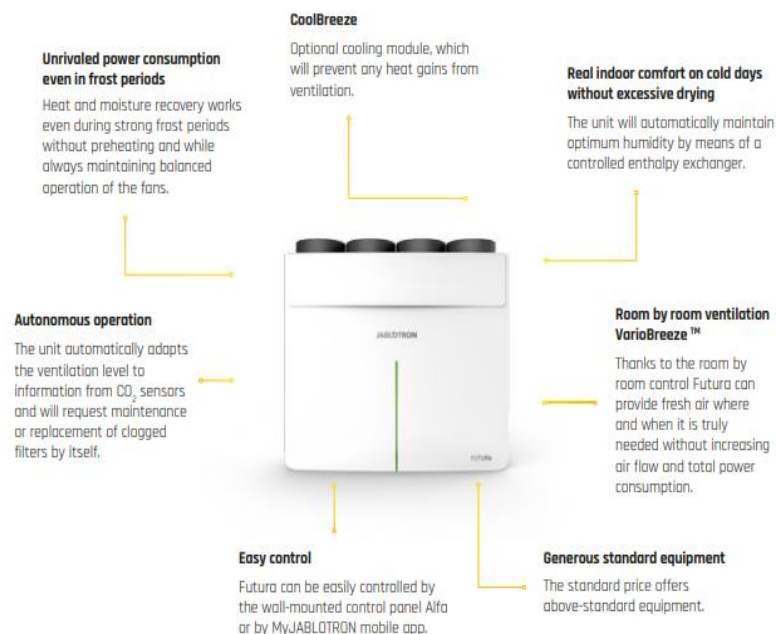 CoolBreeze
Optional cooling module, which
will prevent any heat gains from
ventilation.
Unrivaled power consumption
even in frost periods
Heat and moisture recovery works
even during strong frost periods
without preheating and while
always maintaining balanced
operation of the fans.
Real indoor comfort on cold days
without excessive drying
The unit will automatically maintain
optimum humidity by means of a
controlled enthalpy exchanger.
Autonomous operation
The unit automatically adapts
the ventilation level to
information from CO₂ sensors
and will request maintenance
or replacement of clogged
filters by itself.
JABLOTRON
FUTURA
Room by room ventilation
VarioBreeze ™
Thanks to the room by
room control Futura can
provide fresh air where
and when it is truly
needed without increasing
air flow and total power
consumption.
Easy control
Futura can be easily controlled by
the wall-mounted control panel Alfa
or by MyJABLOTRON mobile app.
Generous standard equipment
The standard price offers
above-standard equipment.